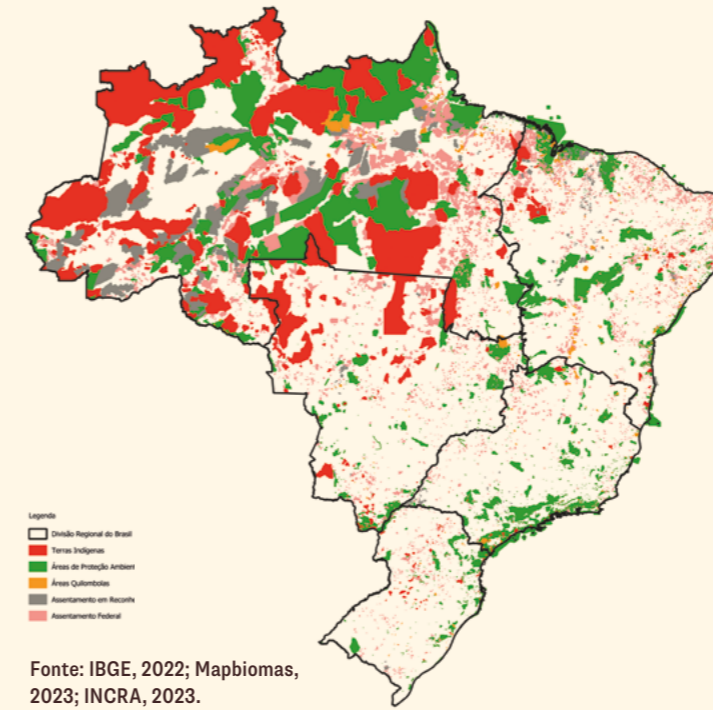 Legenda
Divisão Regional do Brasil
Terras Indígenas
Áreas de Proteção Ambient
Áreas Quilombolas
Assentamento em Reconhe
Assentamento Federal
Fonte: IBGE, 2022; Mapbiomas,
2023; INCRA, 2023.